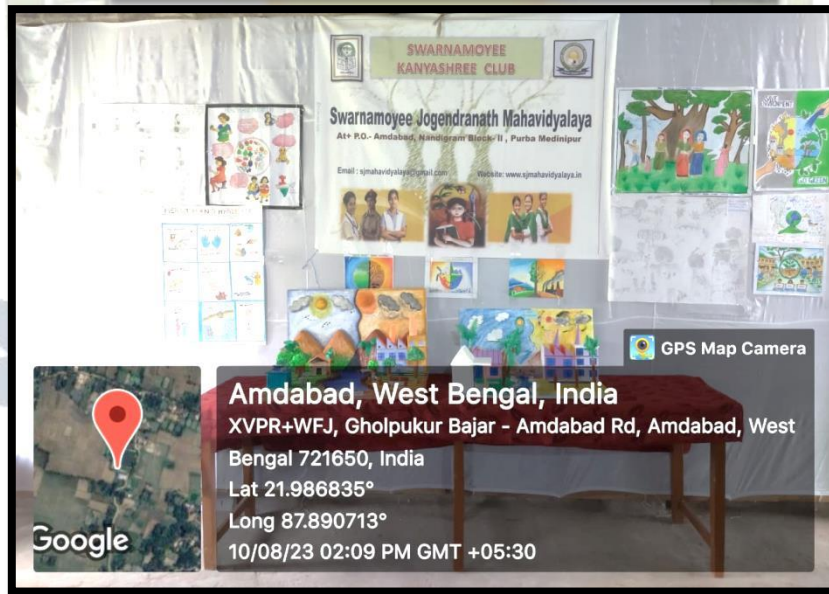 SWARNAMOYEE
KANYASHREE CLUB
Swarnamoyee Jogendranath Mahavidyalaya
At+ P.O.- Amdabad, Nandigram Block- II , Purba Medinipur
Email : sjmahavidyalaya@gmail.com Website: www.sjmahavidyalaya.in
GO GREEN
GPS Map Camera
Amdabad, West Bengal, India
XVPR+WFJ, Gholpukur Bajar - Amdabad Rd, Amdabad, West
Bengal 721650, India
Lat 21.986835°
Long 87.890713°
10/08/23 02:09 PM GMT +05:30
Google